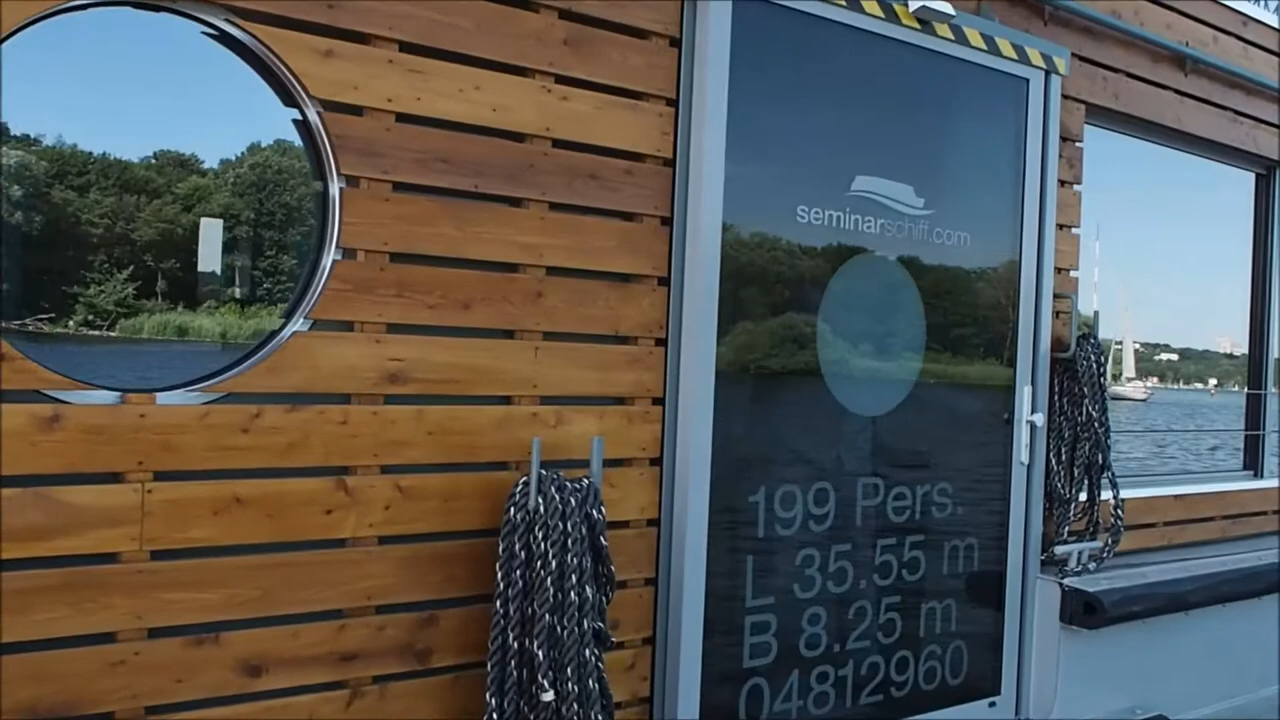 seminarschiff.com
199 Pers.
L 35.55 m
B 8.25 m
04812960